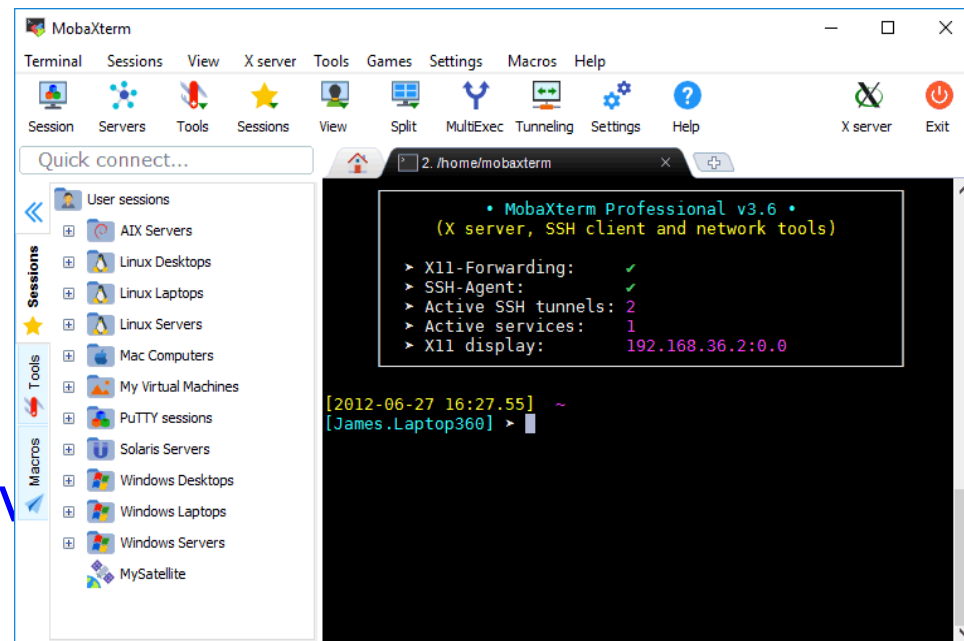 MobaXterm
Terminal Sessions View X server Tools Games Settings Macros Help
Session Servers Tools Sessions View Split MultiExec Tunneling Settings Help X server Exit
Quick connect...
2. /home/mobaxterm
Sessions
Tools
Macros
User sessions
AIX Servers
Linux Desktops
Linux Laptops
Linux Servers
Mac Computers
My Virtual Machines
PuTTY sessions
Solaris Servers
Windows Desktops
Windows Laptops
Windows Servers
MySatellite
• MobaXterm Professional v3.6 •
(X server, SSH client and network tools)
➤ X11-Forwarding: ✔
➤ SSH-Agent: ✔
➤ Active SSH tunnels: 2
➤ Active services: 1
➤ X11 display: 192.168.36.2:0.0
[2012-06-27 16:27.55] ~
[James.Laptop360] ➤